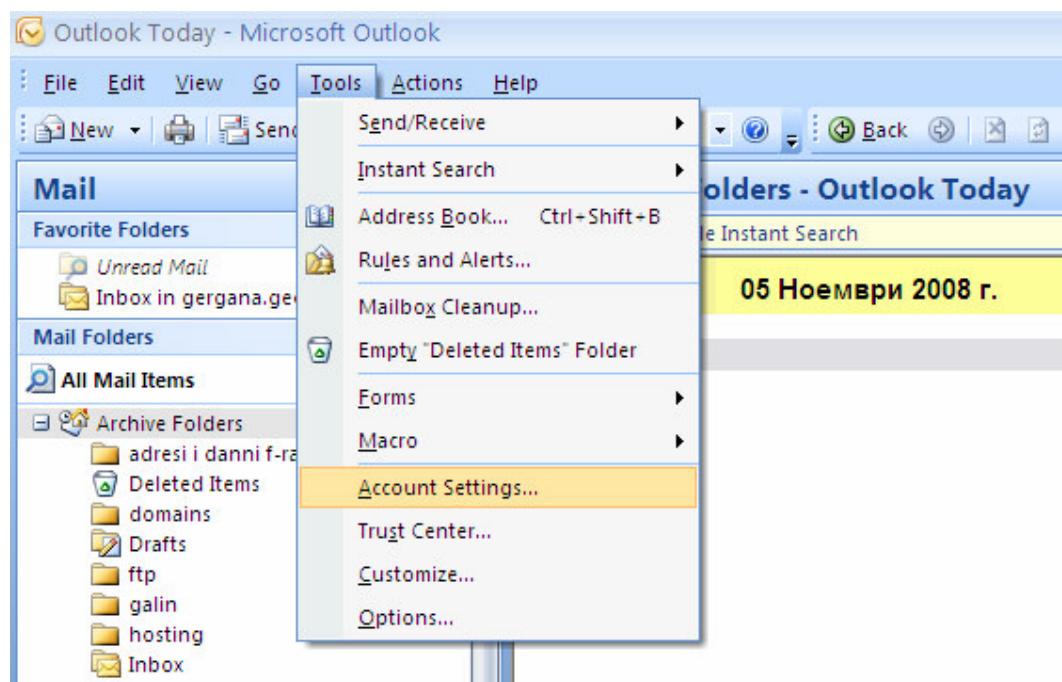 Outlook Today - Microsoft Outlook
File Edit View Go Tools Actions Help
New Send Back
Send/Receive
Instant Search
Address Book... Ctrl+Shift+B
Rules and Alerts...
Mailbox Cleanup...
Empty "Deleted Items" Folder
Forms
Macro
Account Settings...
Trust Center...
Customize...
Options...
Mail
Favorite Folders
Unread Mail
Inbox in gergana.ge
Mail Folders
All Mail Items
Archive Folders
adresi i danni f-ra
Deleted Items
domains
Drafts
ftp
galin
hosting
Inbox
olders - Outlook Today
le Instant Search
05 Ноември 2008 г.